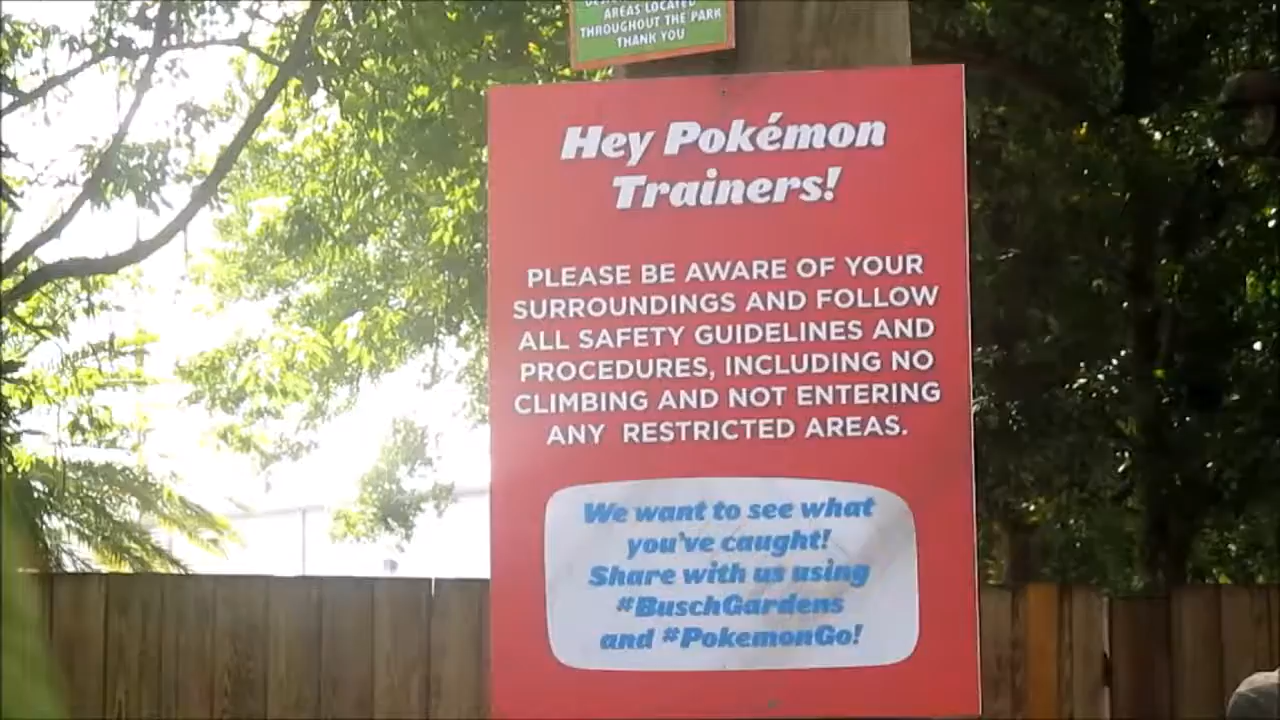 AREAS LOCATED
THROUGHOUT THE PARK
THANK YOU
Hey Pokémon
Trainers!
PLEASE BE AWARE OF YOUR
SURROUNDINGS AND FOLLOW
ALL SAFETY GUIDELINES AND
PROCEDURES, INCLUDING NO
CLIMBING AND NOT ENTERING
ANY RESTRICTED AREAS.
We want to see what
you've caught!
Share with us using
#BuschGardens
and #PokemonGo!